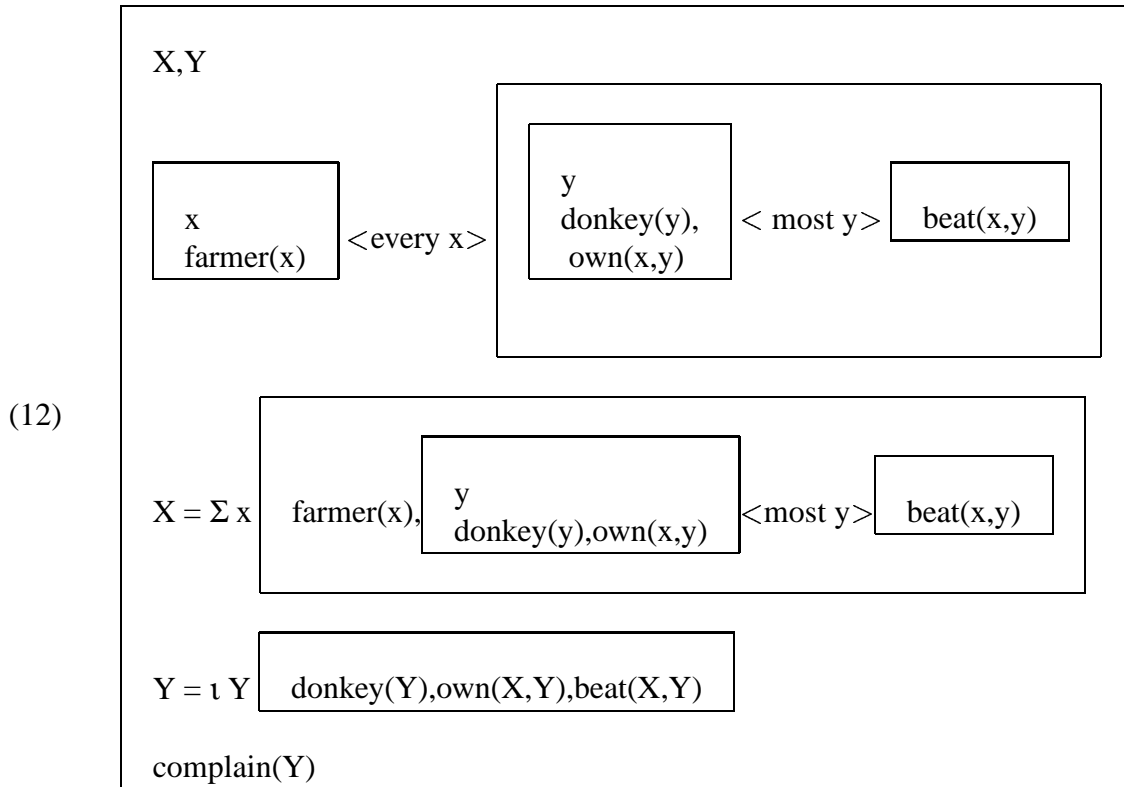 X,Y
x
farmer(x)
<every x>
y
donkey(y),
own(x,y)
< most y>
beat(x,y)
(12)
X = Σ x
farmer(x),
y
donkey(y),own(x,y)
<most y>
beat(x,y)
Y = ι Y donkey(Y),own(X,Y),beat(X,Y)
complain(Y)